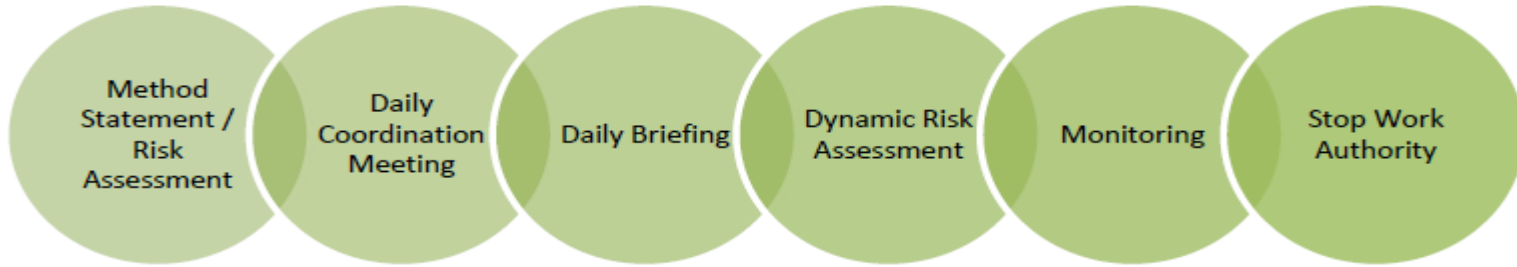 Method
Statement /
Risk
Assessment
Daily
Coordination
Meeting
Daily Briefing
Dynamic Risk
Assessment
Monitoring
Stop Work
Authority